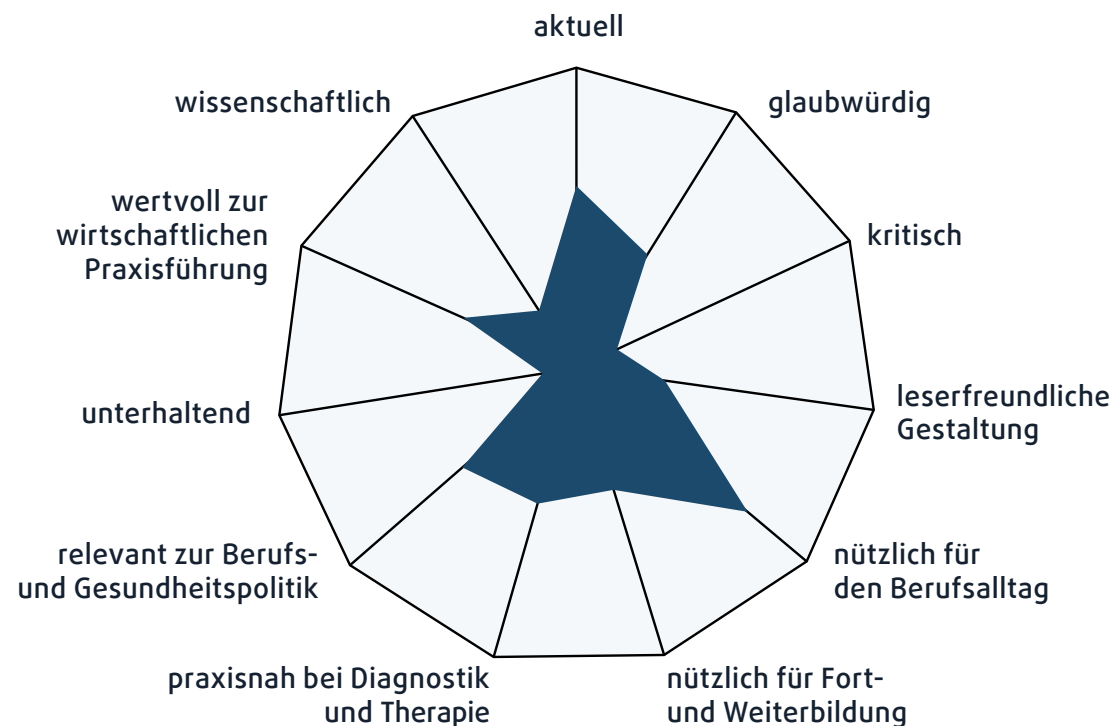 aktuell
glaubwürdig
kritisch
leserfreundliche
Gestaltung
nützlich für
den Berufsalltag
nützlich für Fort-
und Weiterbildung
praxisnah bei Diagnostik
und Therapie
relevant zur Berufs-
und Gesundheitspolitik
unterhaltend
wertvoll zur
wirtschaftlichen
Praxisführung
wissenschaftlich